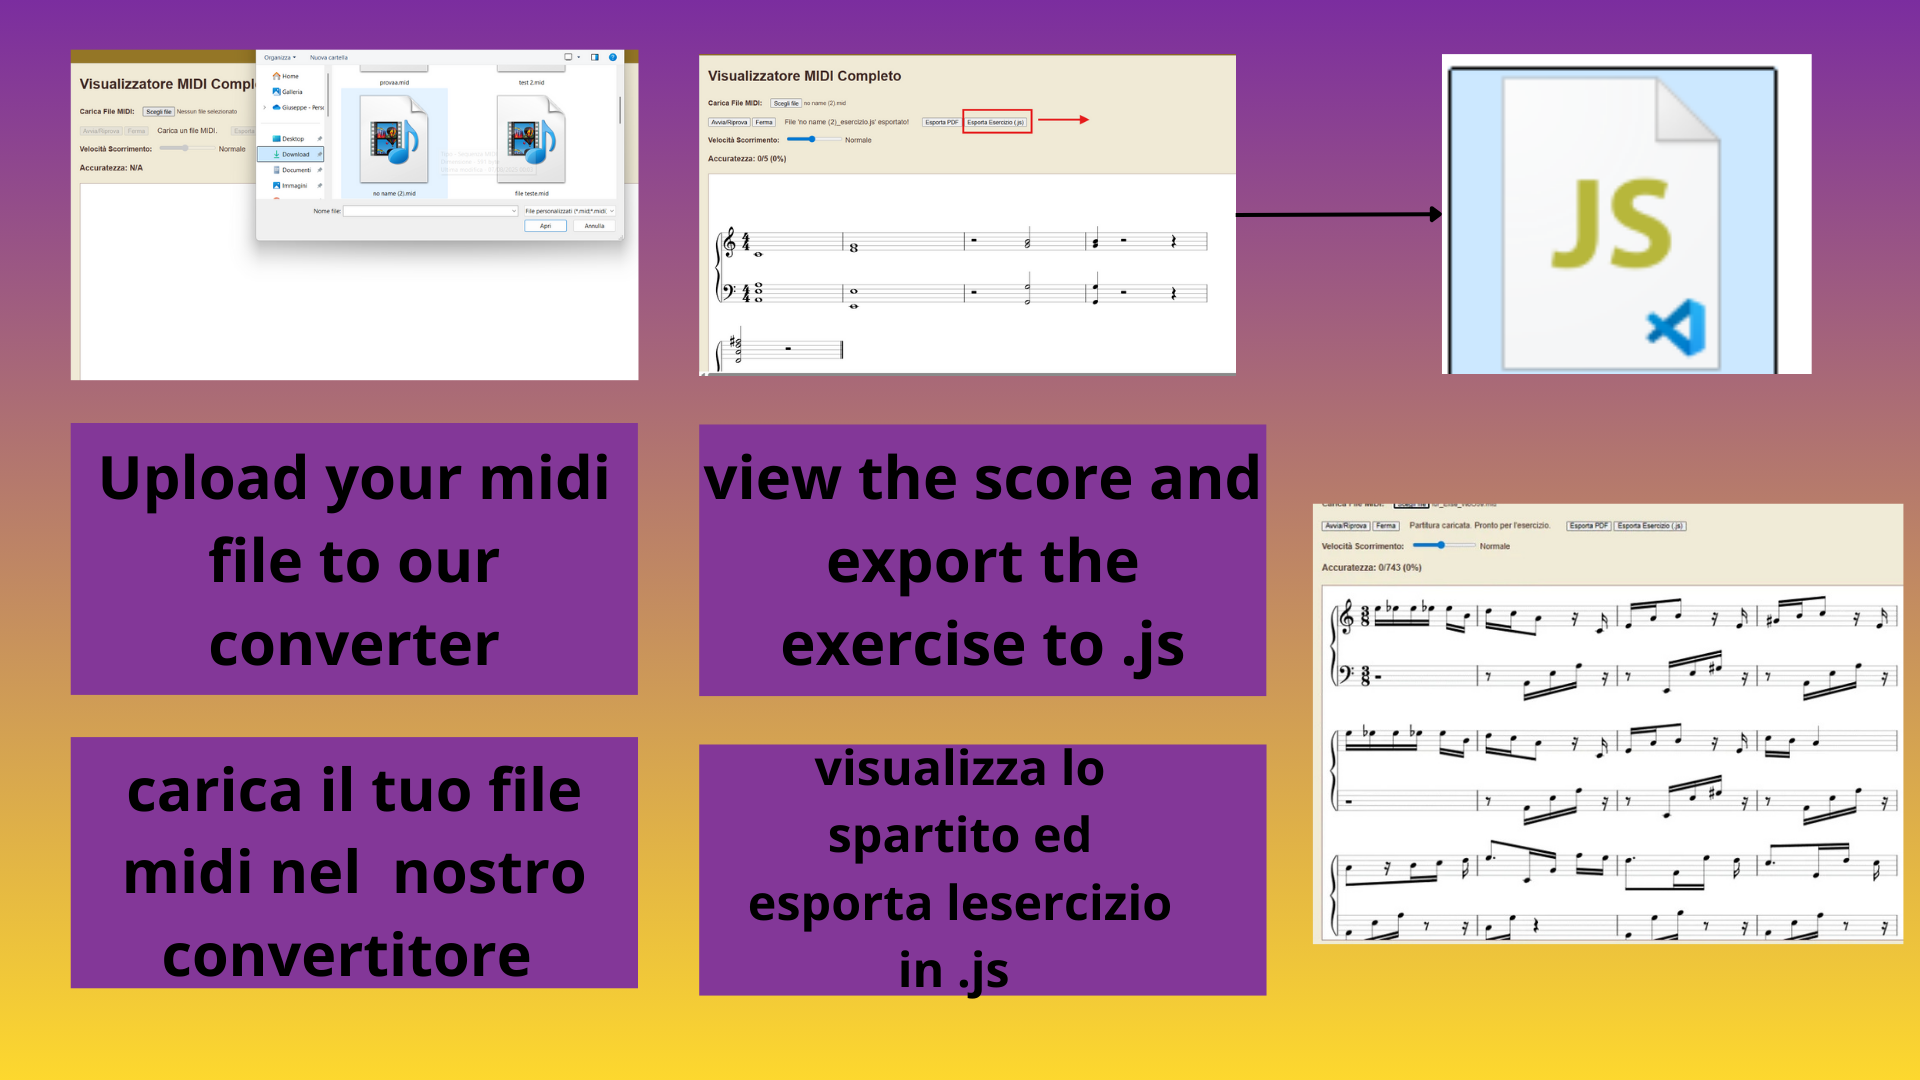 Organizza
Nuova cartella
Visualizzatore MIDI Compl
Carica File MIDI:
Scegli file
Nessun file selezionato
Avvia/Riprova
Ferma
Carica un file MIDI.
Esporta
Velocità Scorrimento:
Normale
Accuratezza: N/A
Home
Galleria
Giuseppe - Perso
Desktop
Download
Documenti
Immagini
provaa.mid
test 2.mid
no name (2).mid
file teste.mid
Nome file:
File personalizzati (*.mid;*.midi
Apri
Annulla
Visualizzatore MIDI Completo
Carica File MIDI:
Scegli file
no name (2).mid
Avvia/Riprova
Ferma
File 'no name (2)_esercizio.js' esportato!
Esporta PDF
Esporta Esercizio (.js)
Velocità Scorrimento:
Normale
Accuratezza: 0/5 (0%)
JS
Upload your midi
file to our
converter
view the score and
export the
exercise to .js
carica il tuo file
midi nel  nostro
convertitore
visualizza lo
spartito ed
esporta lesercizio
in .js
Avvia/Riprova
Ferma
Partitura caricata. Pronto per l'esercizio.
Esporta PDF
Esporta Esercizio (.js)
Velocità Scorrimento:
Normale
Accuratezza: 0/743 (0%)